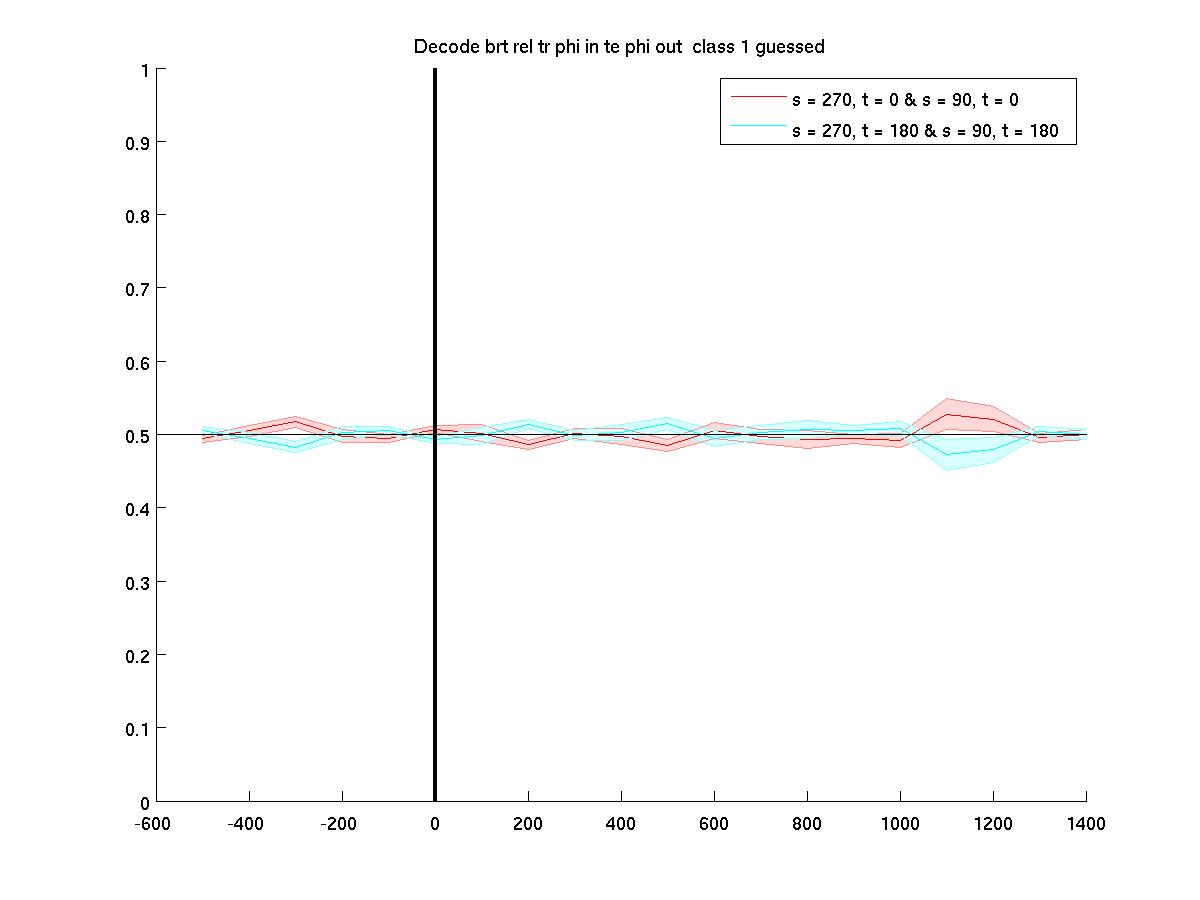 Decode brt rel tr phi in te phi out  class 1 guessed
s = 270, t = 0 & s = 90, t = 0
s = 270, t = 180 & s = 90, t = 180
1
0.9
0.8
0.7
0.6
0.5
0.4
0.3
0.2
0.1
0
-600 -400 -200 0 200 400 600 800 1000 1200 1400